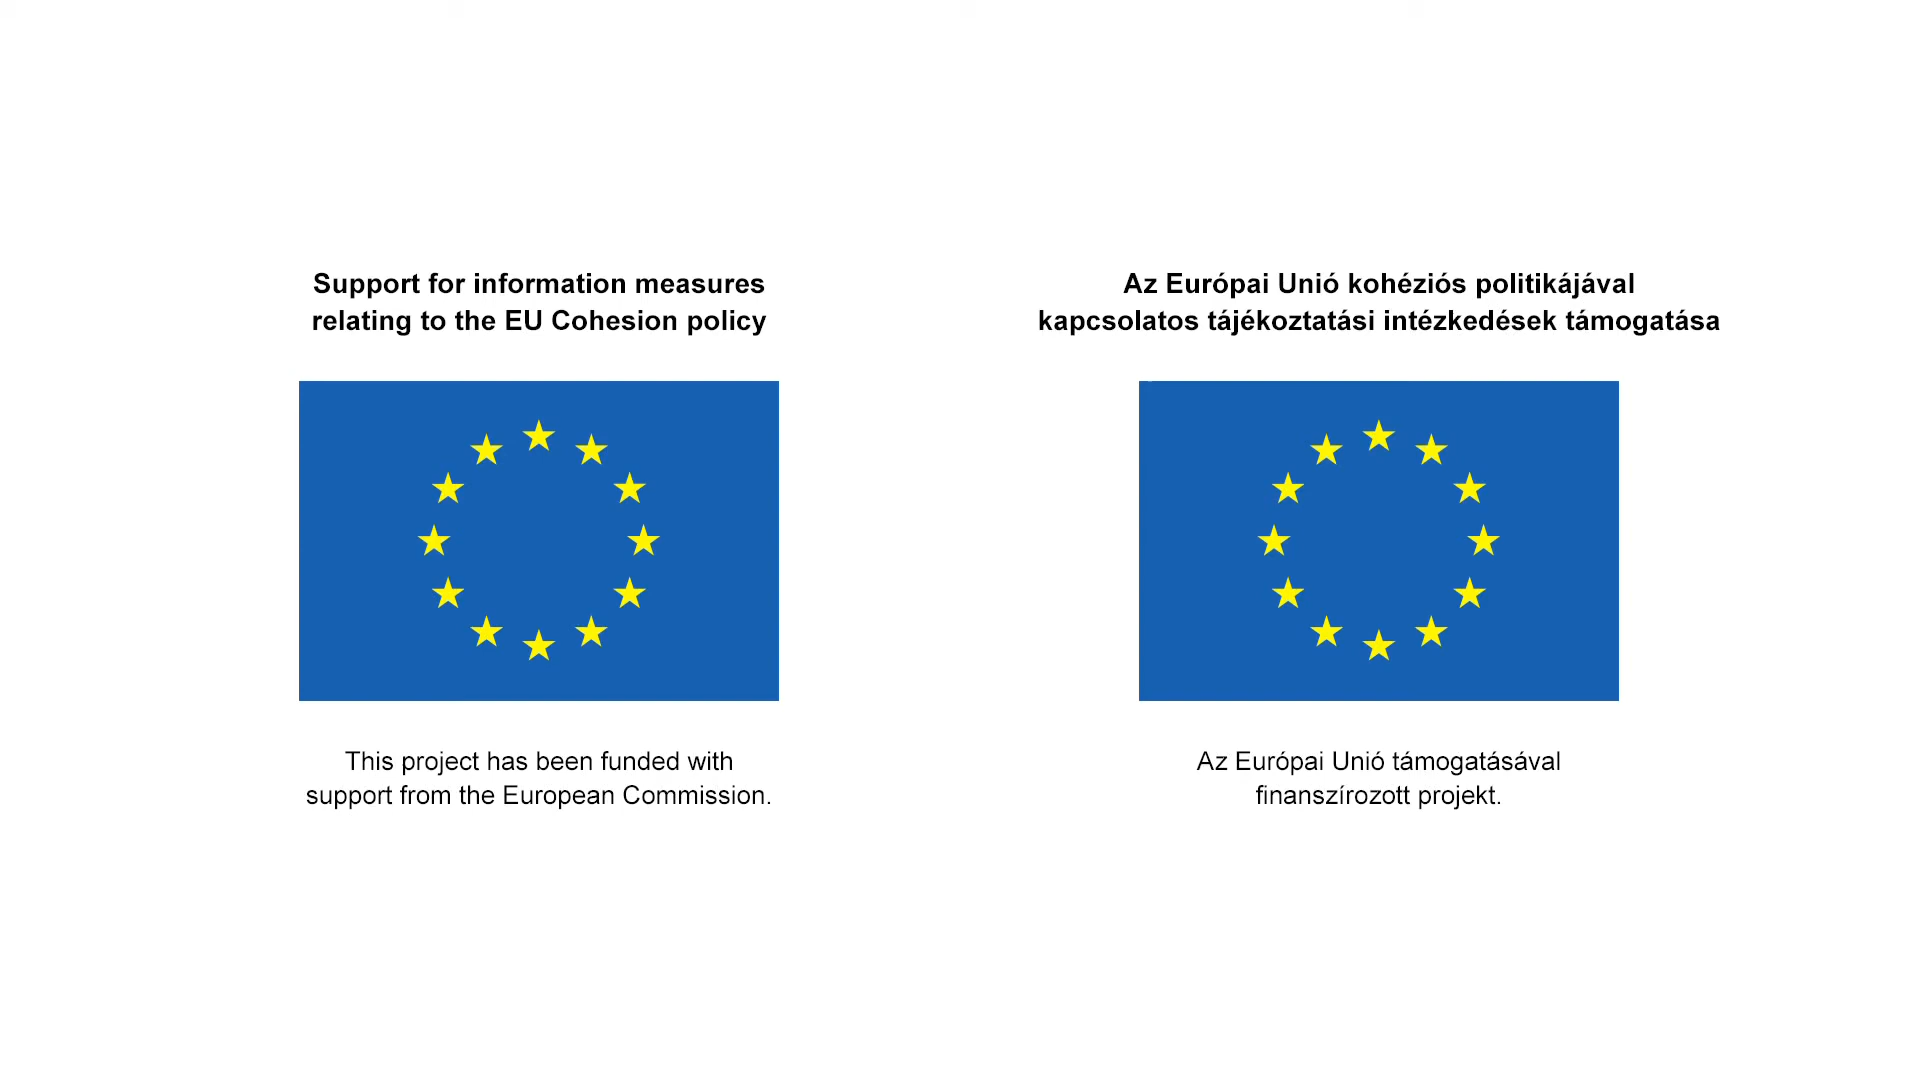 Support for information measures
relating to the EU Cohesion policy
This project has been funded with
support from the European Commission.
Az Európai Unió kohéziós politikájával
kapcsolatos tájékoztatási intézkedések támogatása
Az Európai Unió támogatásával
finanszírozott projekt.